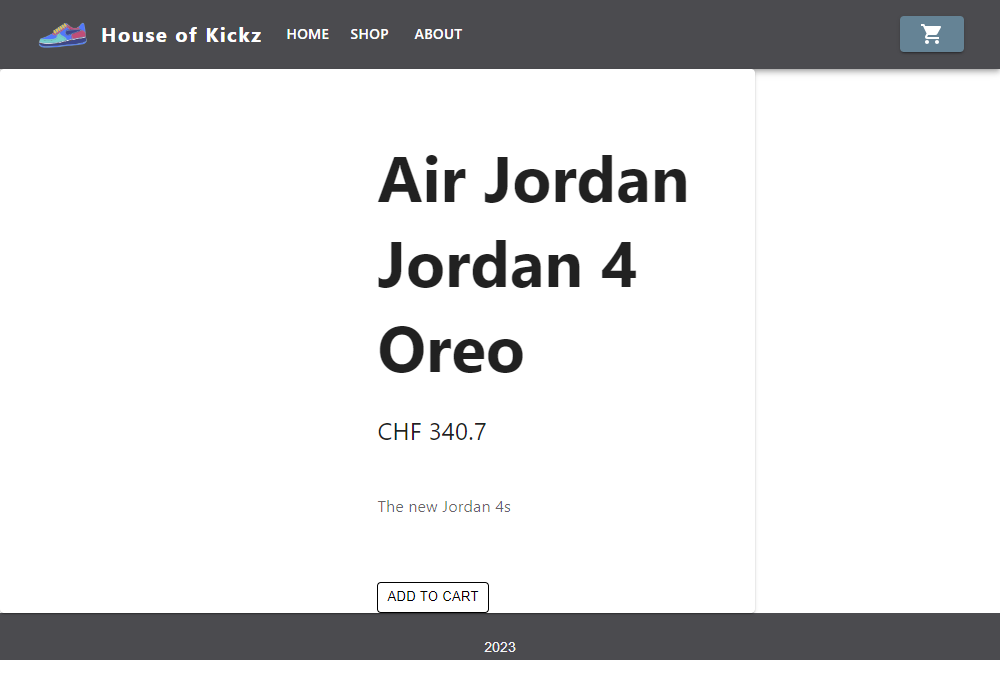 House of Kickz HOME SHOP ABOUT
Air Jordan
Jordan 4
Oreo
CHF 340.7
The new Jordan 4s
ADD TO CART
2023